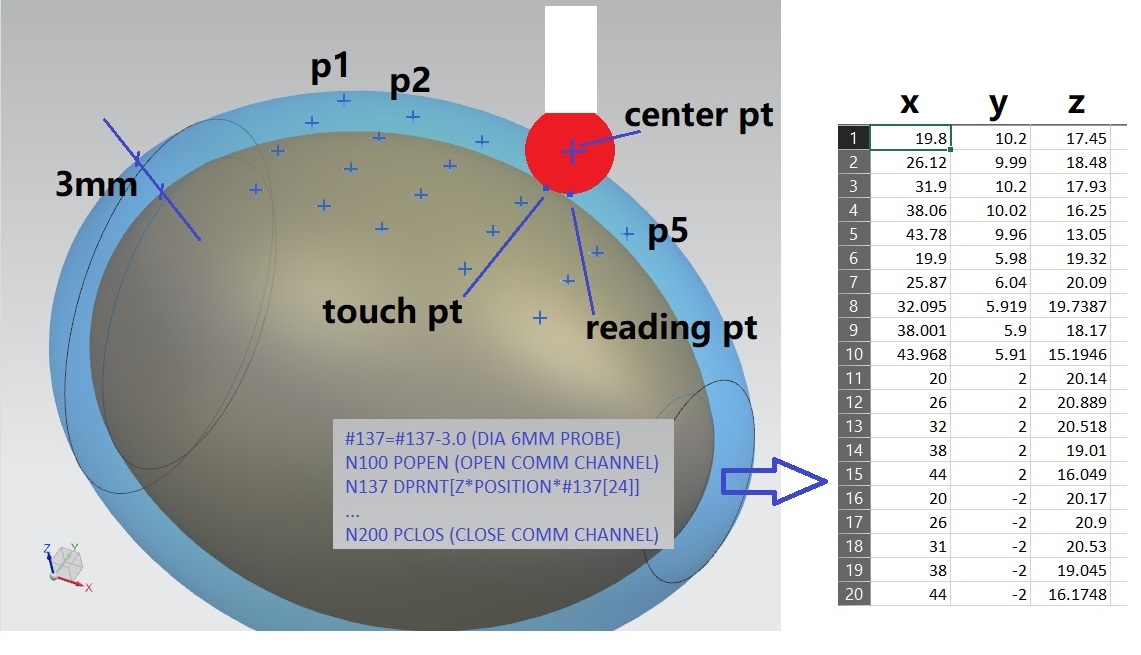 p1
p2
center pt
3mm
p5
touch pt
reading pt
#137=#137-3.0 (DIA 6MM PROBE)
N100 POPEN (OPEN COMM CHANNEL)
N137 DPRNT[Z*POSITION*#137[24]]
...
N200 PCLOS (CLOSE COMM CHANNEL)
Z
Y
X
x y z
1 19.8 10.2 17.45
2 26.12 9.99 18.48
3 31.9 10.2 17.93
4 38.06 10.02 16.25
5 43.78 9.96 13.05
6 19.9 5.98 19.32
7 25.87 6.04 20.09
8 32.095 5.919 19.7387
9 38.001 5.9 18.17
10 43.968 5.91 15.1946
11 20 2 20.14
12 26 2 20.889
13 32 2 20.518
14 38 2 19.01
15 44 2 16.049
16 20 -2 20.17
17 26 -2 20.9
18 31 -2 20.53
19 38 -2 19.045
20 44 -2 16.1748